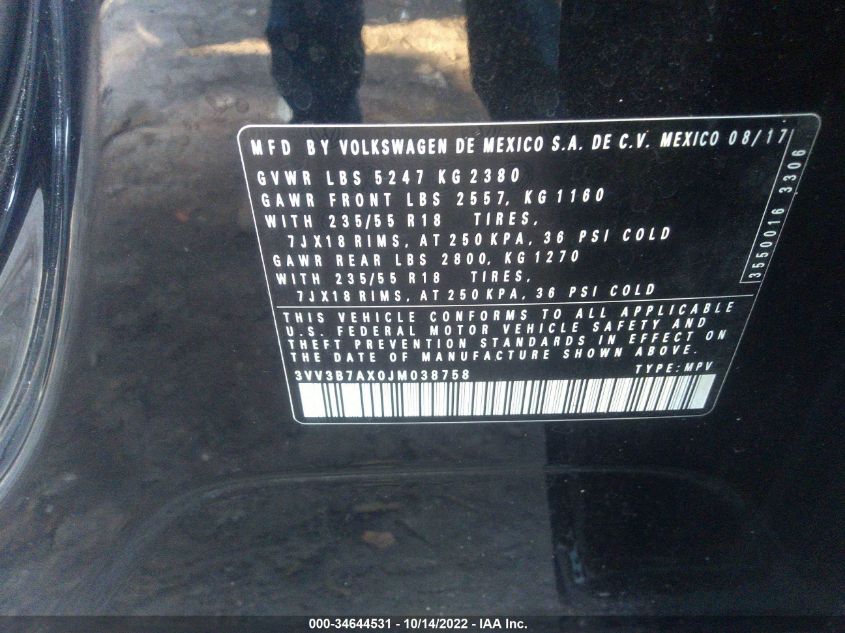 MFD BY VOLKSWAGEN DE MEXICO S.A. DE C.V. MEXICO 08/17
GVWR LBS 5247 KG 2380
GAWR FRONT LBS 2557, KG 1160
WITH 235/55 R18 TIRES,
7JX18 RIMS, AT 250 KPA, 36 PSI COLD
GAWR REAR LBS 2800, KG 1270
WITH 235/55 R18 TIRES,
7JX18 RIMS, AT 250 KPA, 36 PSI COLD
3550016 3306
THIS VEHICLE CONFORMS TO ALL APPLICABLE
U.S. FEDERAL MOTOR VEHICLE SAFETY AND
THEFT PREVENTION STANDARDS IN EFFECT ON
THE DATE OF MANUFACTURE SHOWN ABOVE.
3VV3B7AX0JM038758 TYPE: MPV
000-34644531 - 10/14/2022 - IAA Inc.